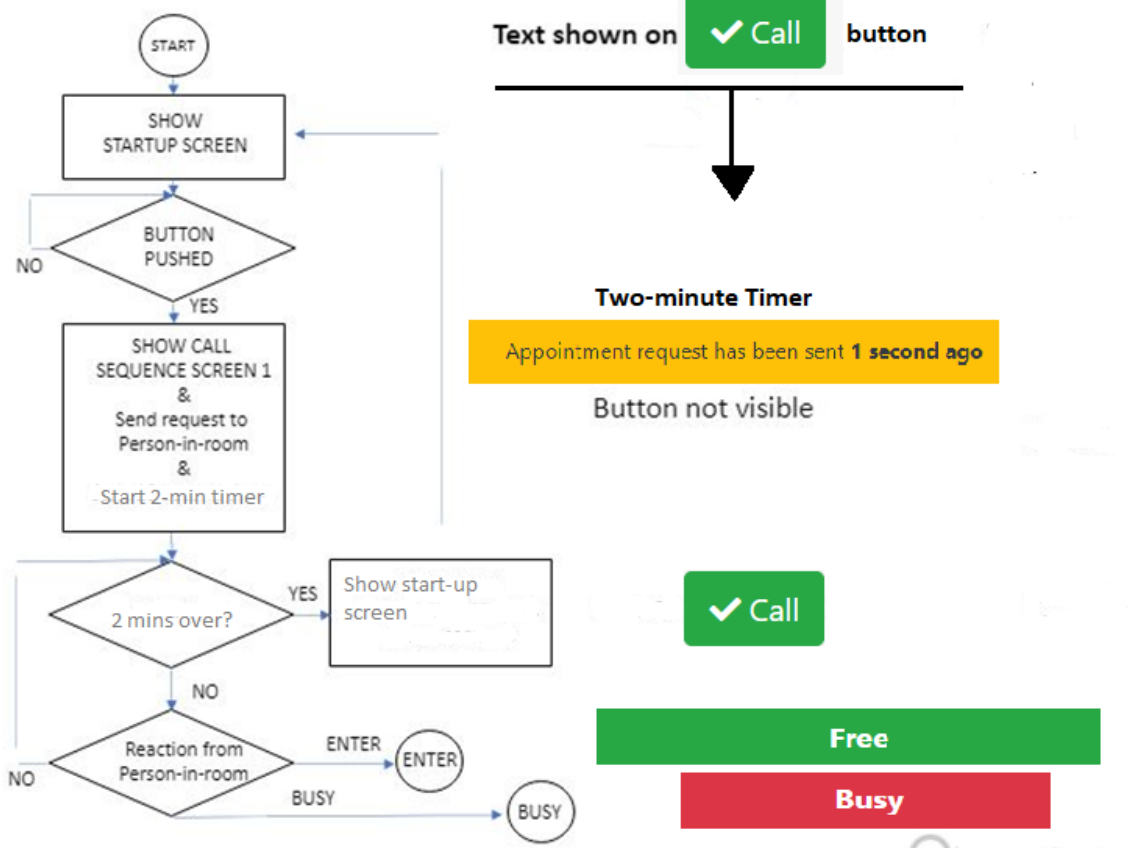 START
Text shown on ✔ Call button
SHOW
STARTUP SCREEN
BUTTON
PUSHED
NO
YES
Two-minute Timer
SHOW CALL
SEQUENCE SCREEN 1
&
Send request to
Person-in-room
&
Start 2-min timer
Appointment request has been sent 1 second ago
Button not visible
2 mins over?
YES
Show start-up
screen
✔ Call
NO
Reaction from
Person-in-room
NO
ENTER
ENTER
BUSY
BUSY
Free
Busy